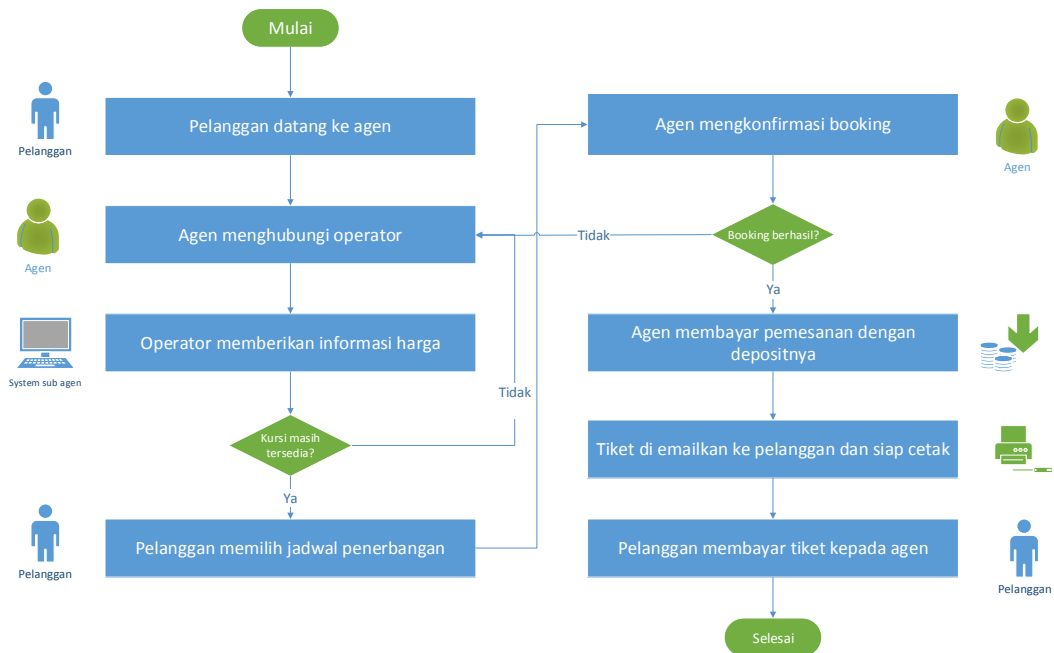 Mulai
Pelanggan
Pelanggan datang ke agen
Agen
Agen menghubungi operator
System sub agen
Operator memberikan informasi harga
Tidak
Kursi masih
tersedia?
Ya
Pelanggan
Pelanggan memilih jadwal penerbangan
Agen mengkonfirmasi booking
Agen
Tidak
Booking berhasil?
Ya
Agen membayar pemesanan dengan
depositnya
Tiket di emailkan ke pelanggan dan siap cetak
Pelanggan membayar tiket kepada agen
Pelanggan
Selesai